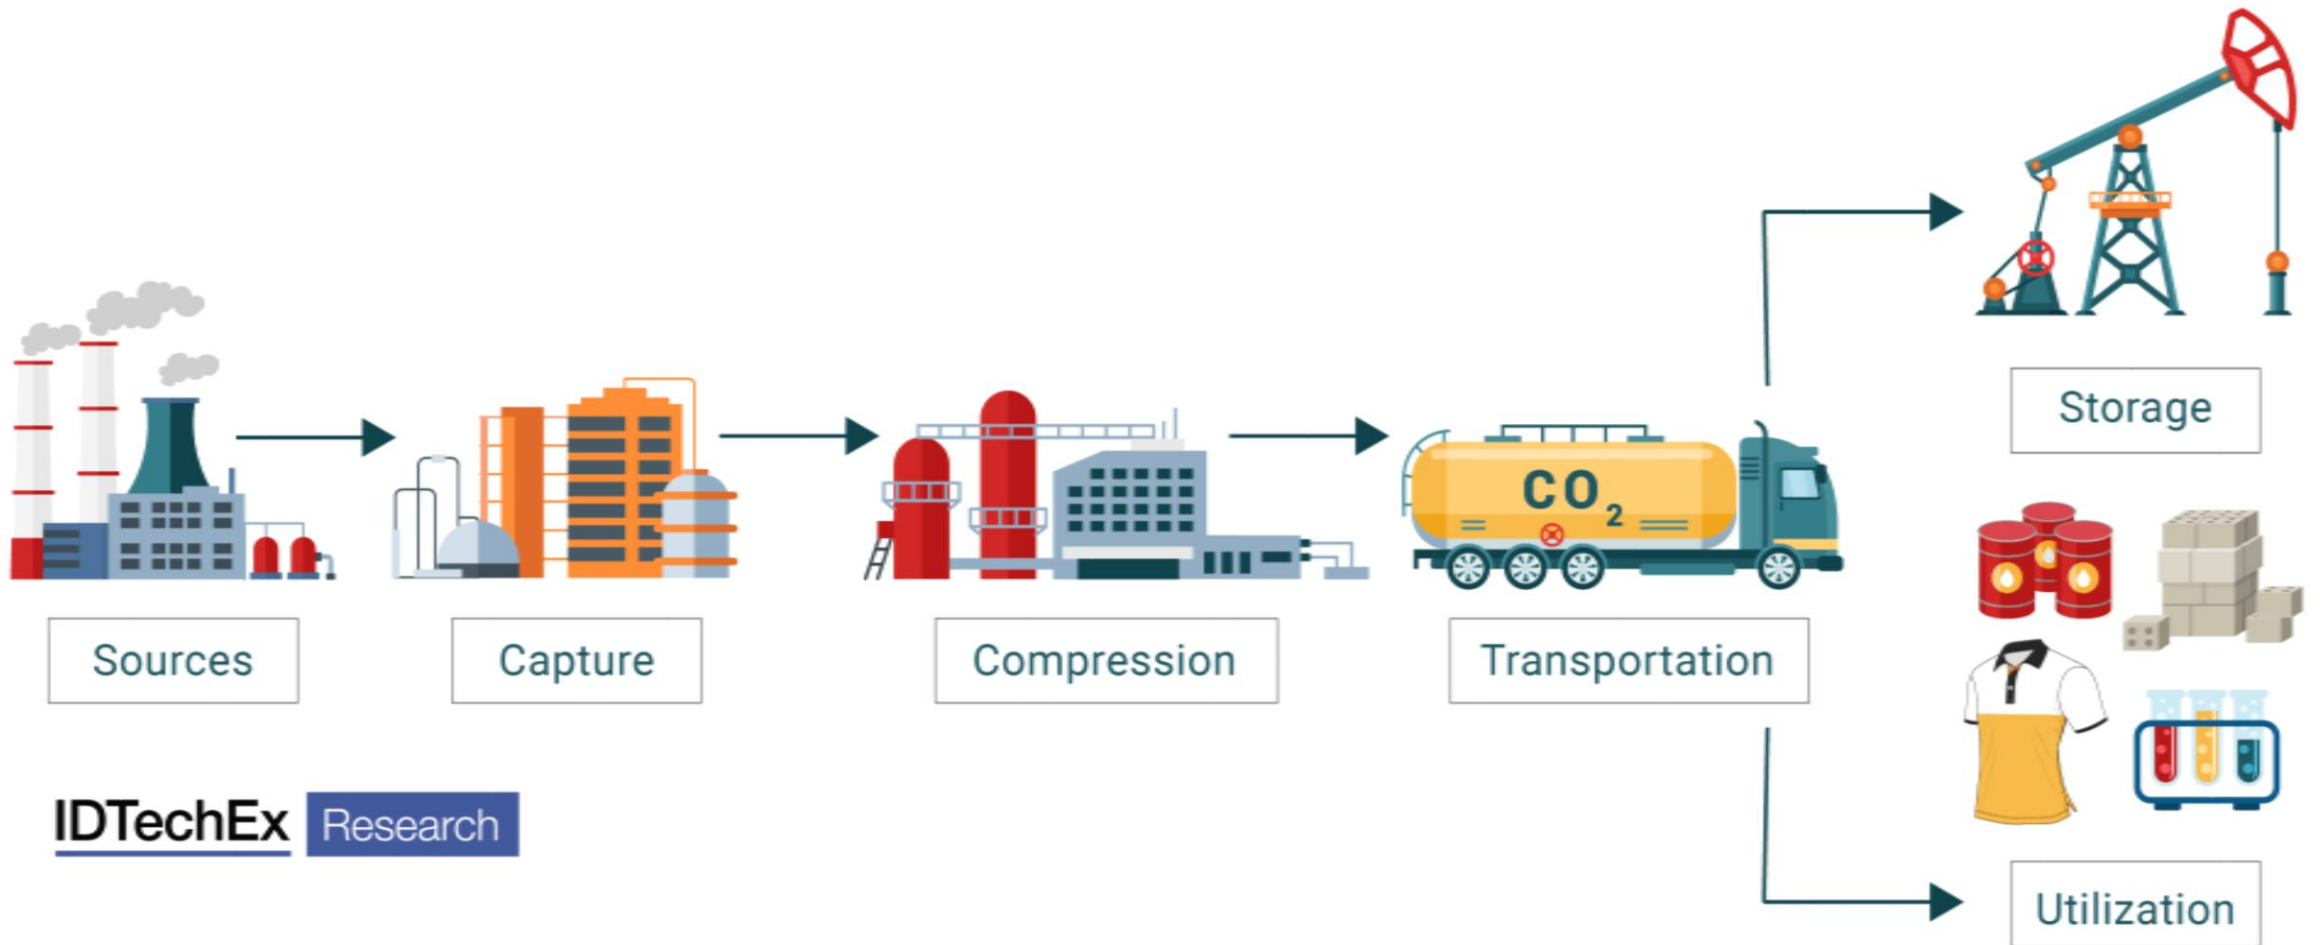 CO2
Storage
Sources
Capture
Compression
Transportation
IDTechEx Research
Utilization